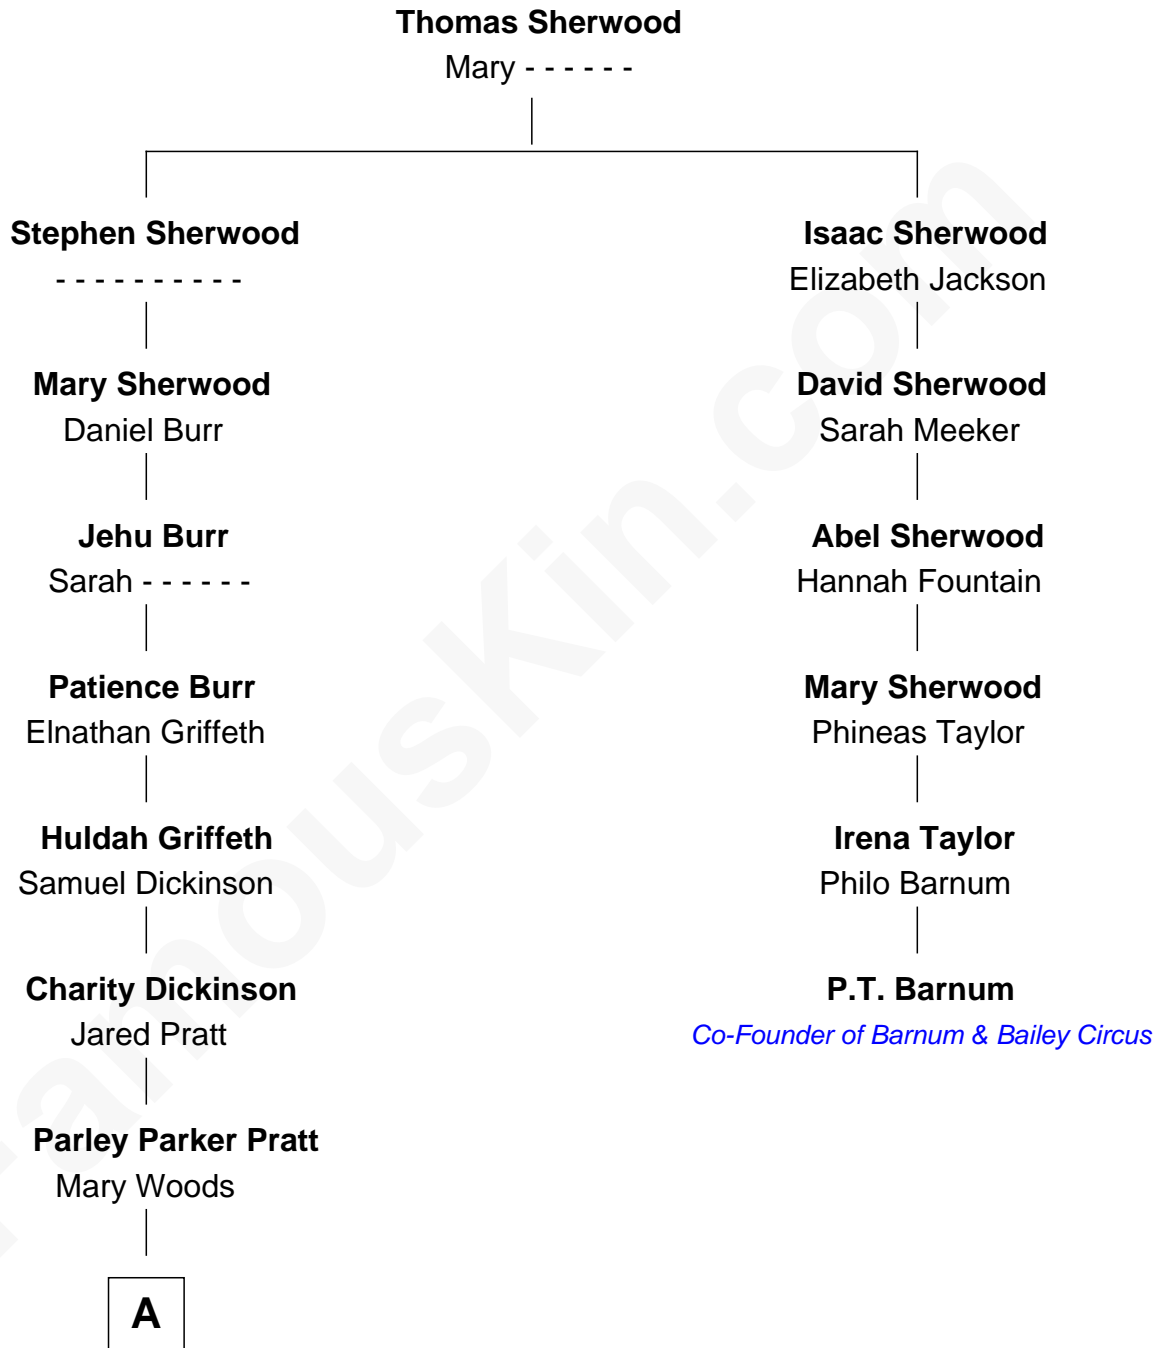 Thomas Sherwood
Mary - - - - - -
Stephen Sherwood
- - - - - - - - - -
Mary Sherwood
Daniel Burr
Jehu Burr
Sarah - - - - - -
Patience Burr
Elnathan Griffeth
Huldah Griffeth
Samuel Dickinson
Charity Dickinson
Jared Pratt
Parley Parker Pratt
Mary Woods
A
Isaac Sherwood
Elizabeth Jackson
David Sherwood
Sarah Meeker
Abel Sherwood
Hannah Fountain
Mary Sherwood
Phineas Taylor
Irena Taylor
Philo Barnum
P.T. Barnum
Co-Founder of Barnum & Bailey Circus
FamousKin.com